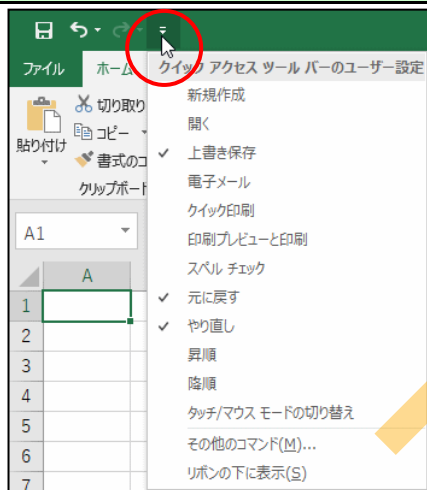 ファイル
ホーム
クイック アクセス ツール バーのユーザー設定
切り取り
コピー
書式のコ
貼り付け
クリップボード
新規作成
開く
上書き保存
電子メール
クイック印刷
印刷プレビューと印刷
スペル チェック
元に戻す
やり直し
昇順
降順
タッチ/マウス モードの切り替え
その他のコマンド(M)...
リボンの下に表示(S)
A1
A
1
2
3
4
5
6
7